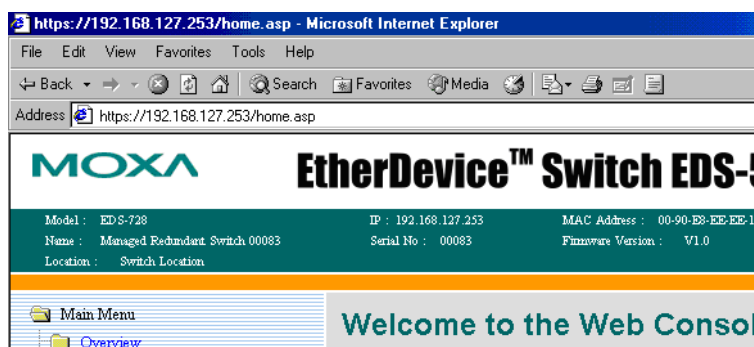 https://192.168.127.253/home.asp - Microsoft Internet Explorer
File Edit View Favorites Tools Help
Back Search Favorites Media
Address https://192.168.127.253/home.asp
MOXA EtherDevice™ Switch EDS-5
Model : EDS-728 IP : 192.168.127.253 MAC Address : 00-90-E8-EE-EE-1
Name : Managed Redundant Switch 00083 Serial No : 00083 Firmware Version : V1.0
Location : Switch Location
Main Menu
Welcome to the Web Consol
Overview